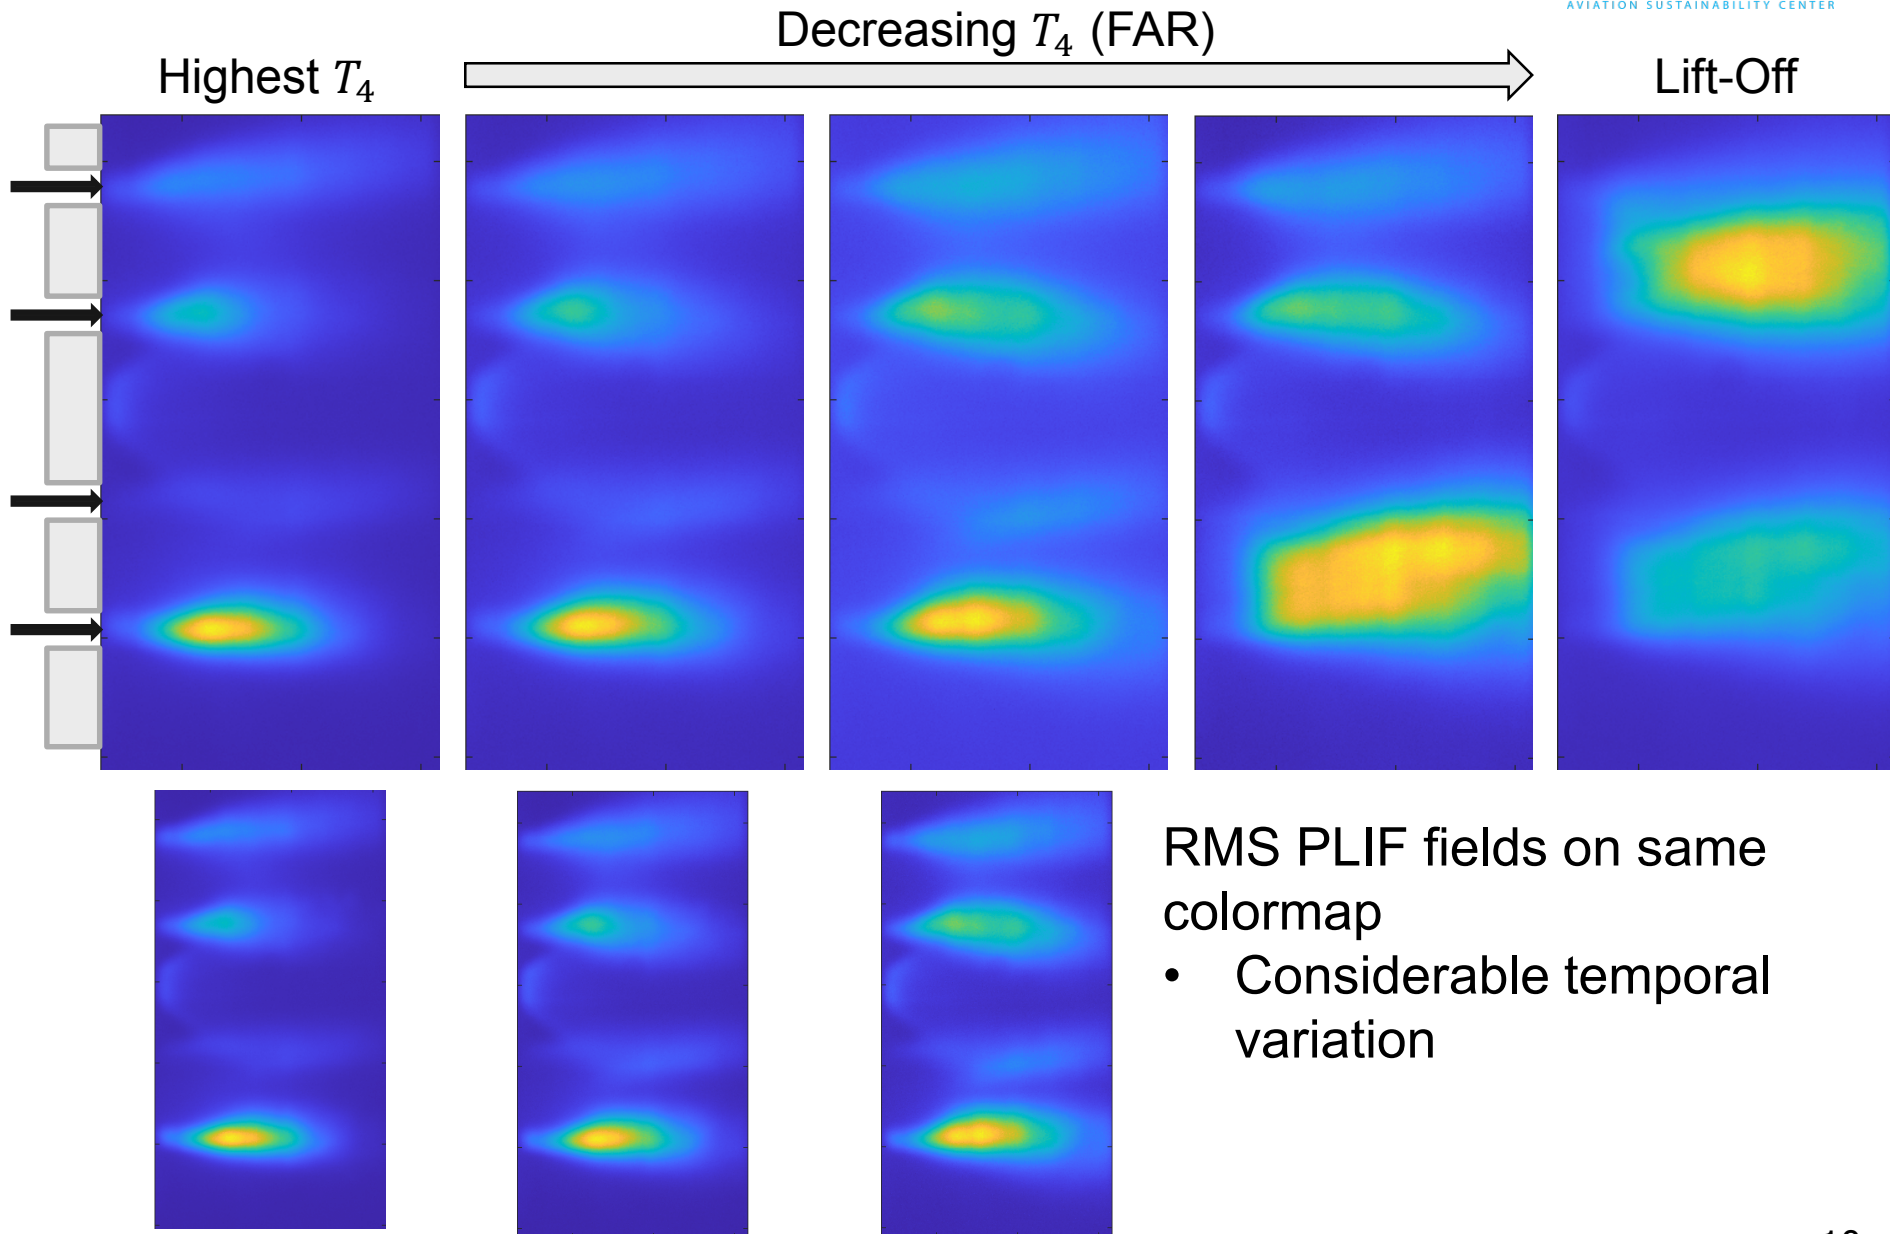 AVIATION SUSTAINABILITY CENTER
Decreasing T₄ (FAR)
Highest T₄
Lift-Off
RMS PLIF fields on same
colormap
• Considerable temporal
variation